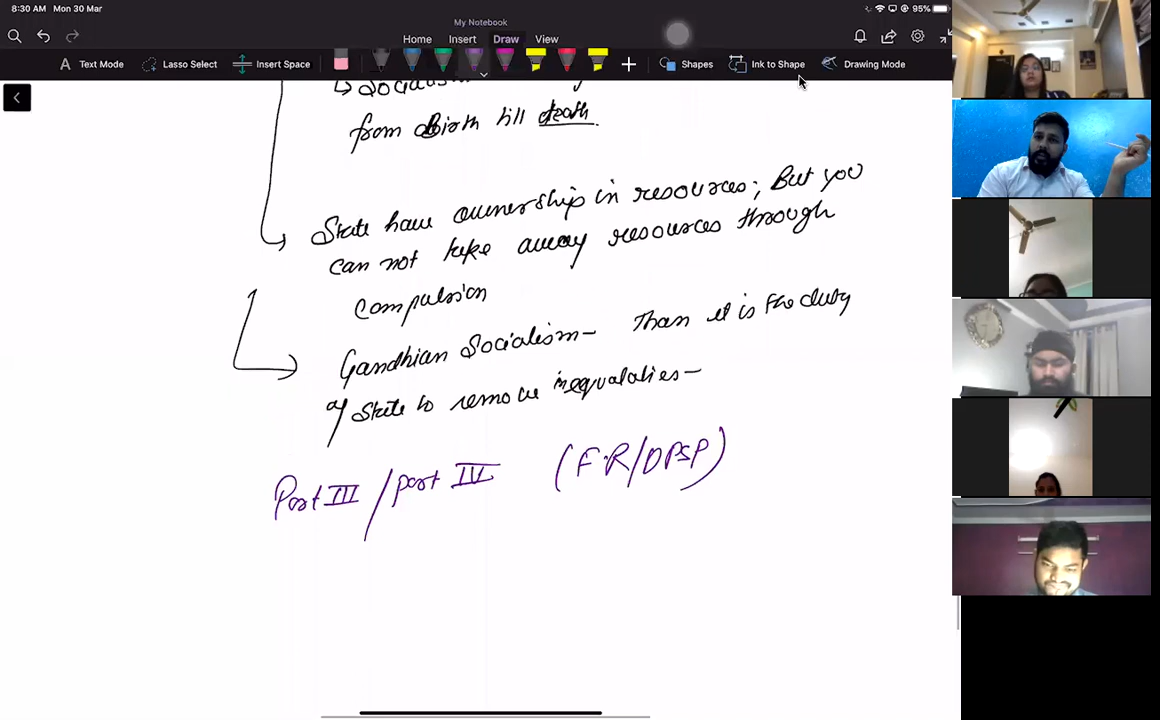 8:30 AM Mon 30 Mar
95%
My Notebook
Home Insert Draw View
Text Mode Lasso Select Insert Space Shapes Ink to Shape Drawing Mode
from Birth till death.
State have ownership in resources; But you
can not take away resources through
compulsion
Gandhian Socialism- Than it is the duty
of State to remove inequalaties-
Part III / part IV (F.R/DPSP)